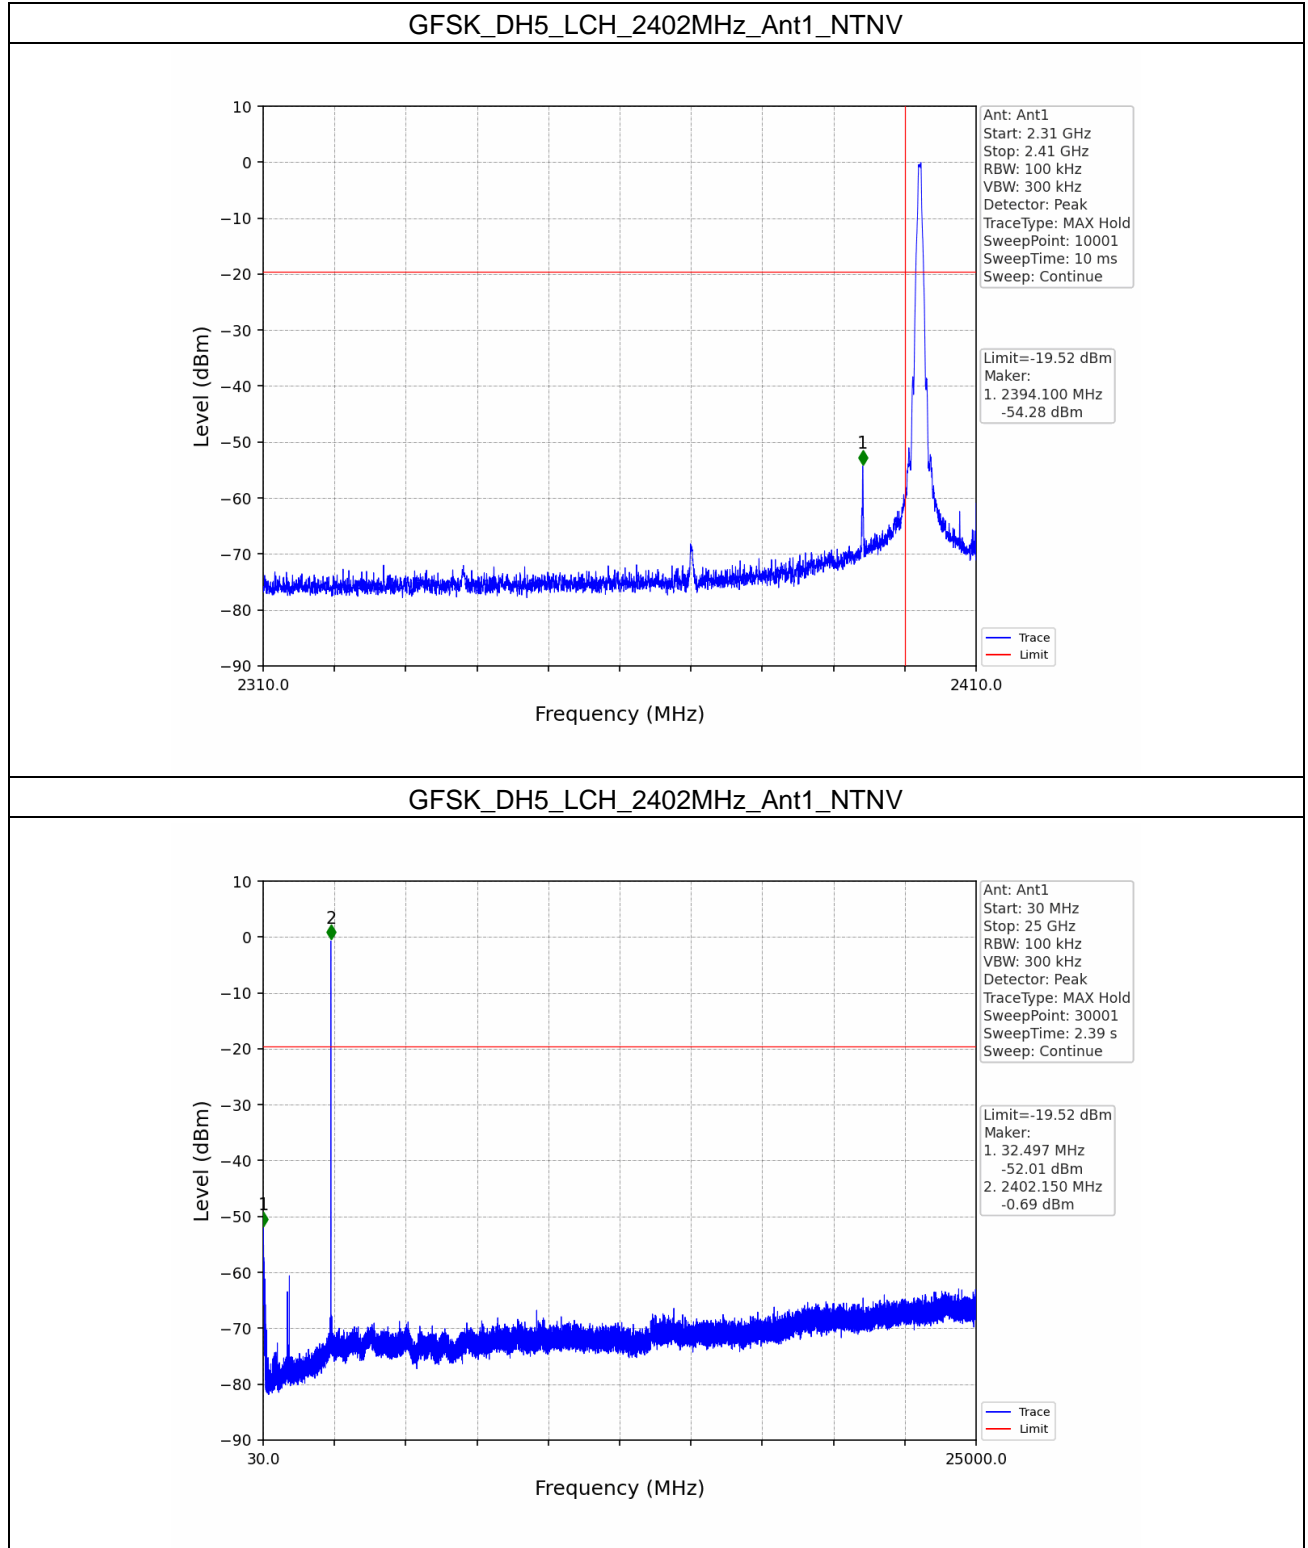 GFSK_DH5_LCH_2402MHz_Ant1_NTNV
10
0
−10
−20
−30
−40
−50
−60
−70
−80
−90
Level (dBm)
1
2310.0
2410.0
Frequency (MHz)
Ant: Ant1
Start: 2.31 GHz
Stop: 2.41 GHz
RBW: 100 kHz
VBW: 300 kHz
Detector: Peak
TraceType: MAX Hold
SweepPoint: 10001
SweepTime: 10 ms
Sweep: Continue
Limit=-19.52 dBm
Maker:
1. 2394.100 MHz
-54.28 dBm
Trace
Limit
GFSK_DH5_LCH_2402MHz_Ant1_NTNV
10
0
−10
−20
−30
−40
−50
−60
−70
−80
−90
Level (dBm)
2
1
30.0
25000.0
Frequency (MHz)
Ant: Ant1
Start: 30 MHz
Stop: 25 GHz
RBW: 100 kHz
VBW: 300 kHz
Detector: Peak
TraceType: MAX Hold
SweepPoint: 30001
SweepTime: 2.39 s
Sweep: Continue
Limit=-19.52 dBm
Maker:
1. 32.497 MHz
-52.01 dBm
2. 2402.150 MHz
-0.69 dBm
Trace
Limit